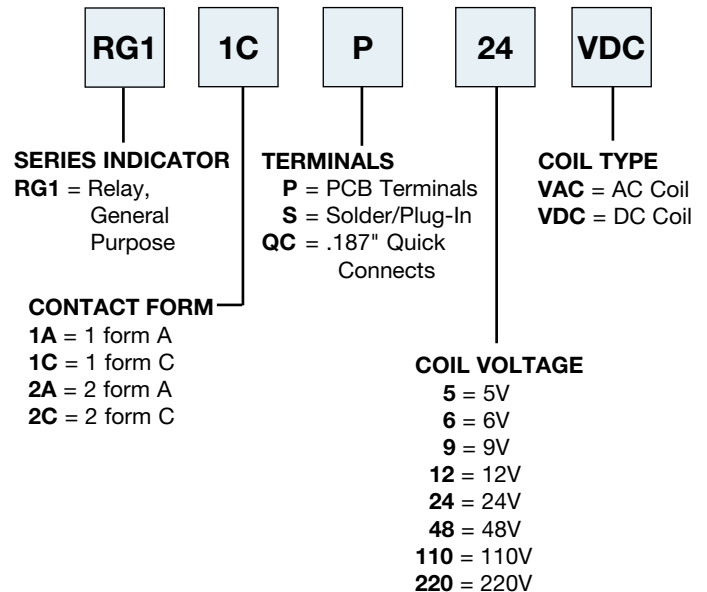 RG1 1C P 24 VDC
SERIES INDICATOR
RG1 = Relay,
General
Purpose
CONTACT FORM
1A = 1 form A
1C = 1 form C
2A = 2 form A
2C = 2 form C
TERMINALS
P = PCB Terminals
S = Solder/Plug-In
QC = .187" Quick
Connects
COIL VOLTAGE
5 = 5V
6 = 6V
9 = 9V
12 = 12V
24 = 24V
48 = 48V
110 = 110V
220 = 220V
COIL TYPE
VAC = AC Coil
VDC = DC Coil